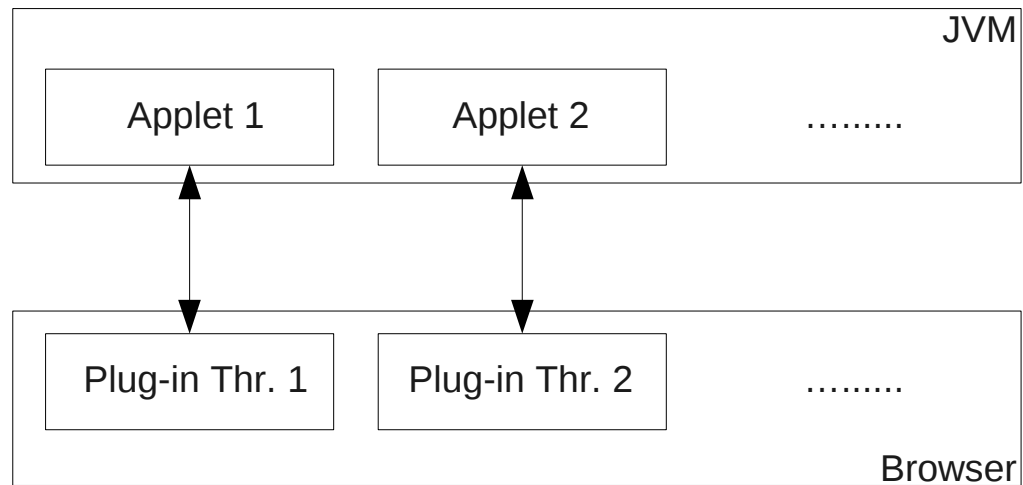 JVM
Applet 1
Applet 2
…......
Plug-in Thr. 1
Plug-in Thr. 2
…......
Browser